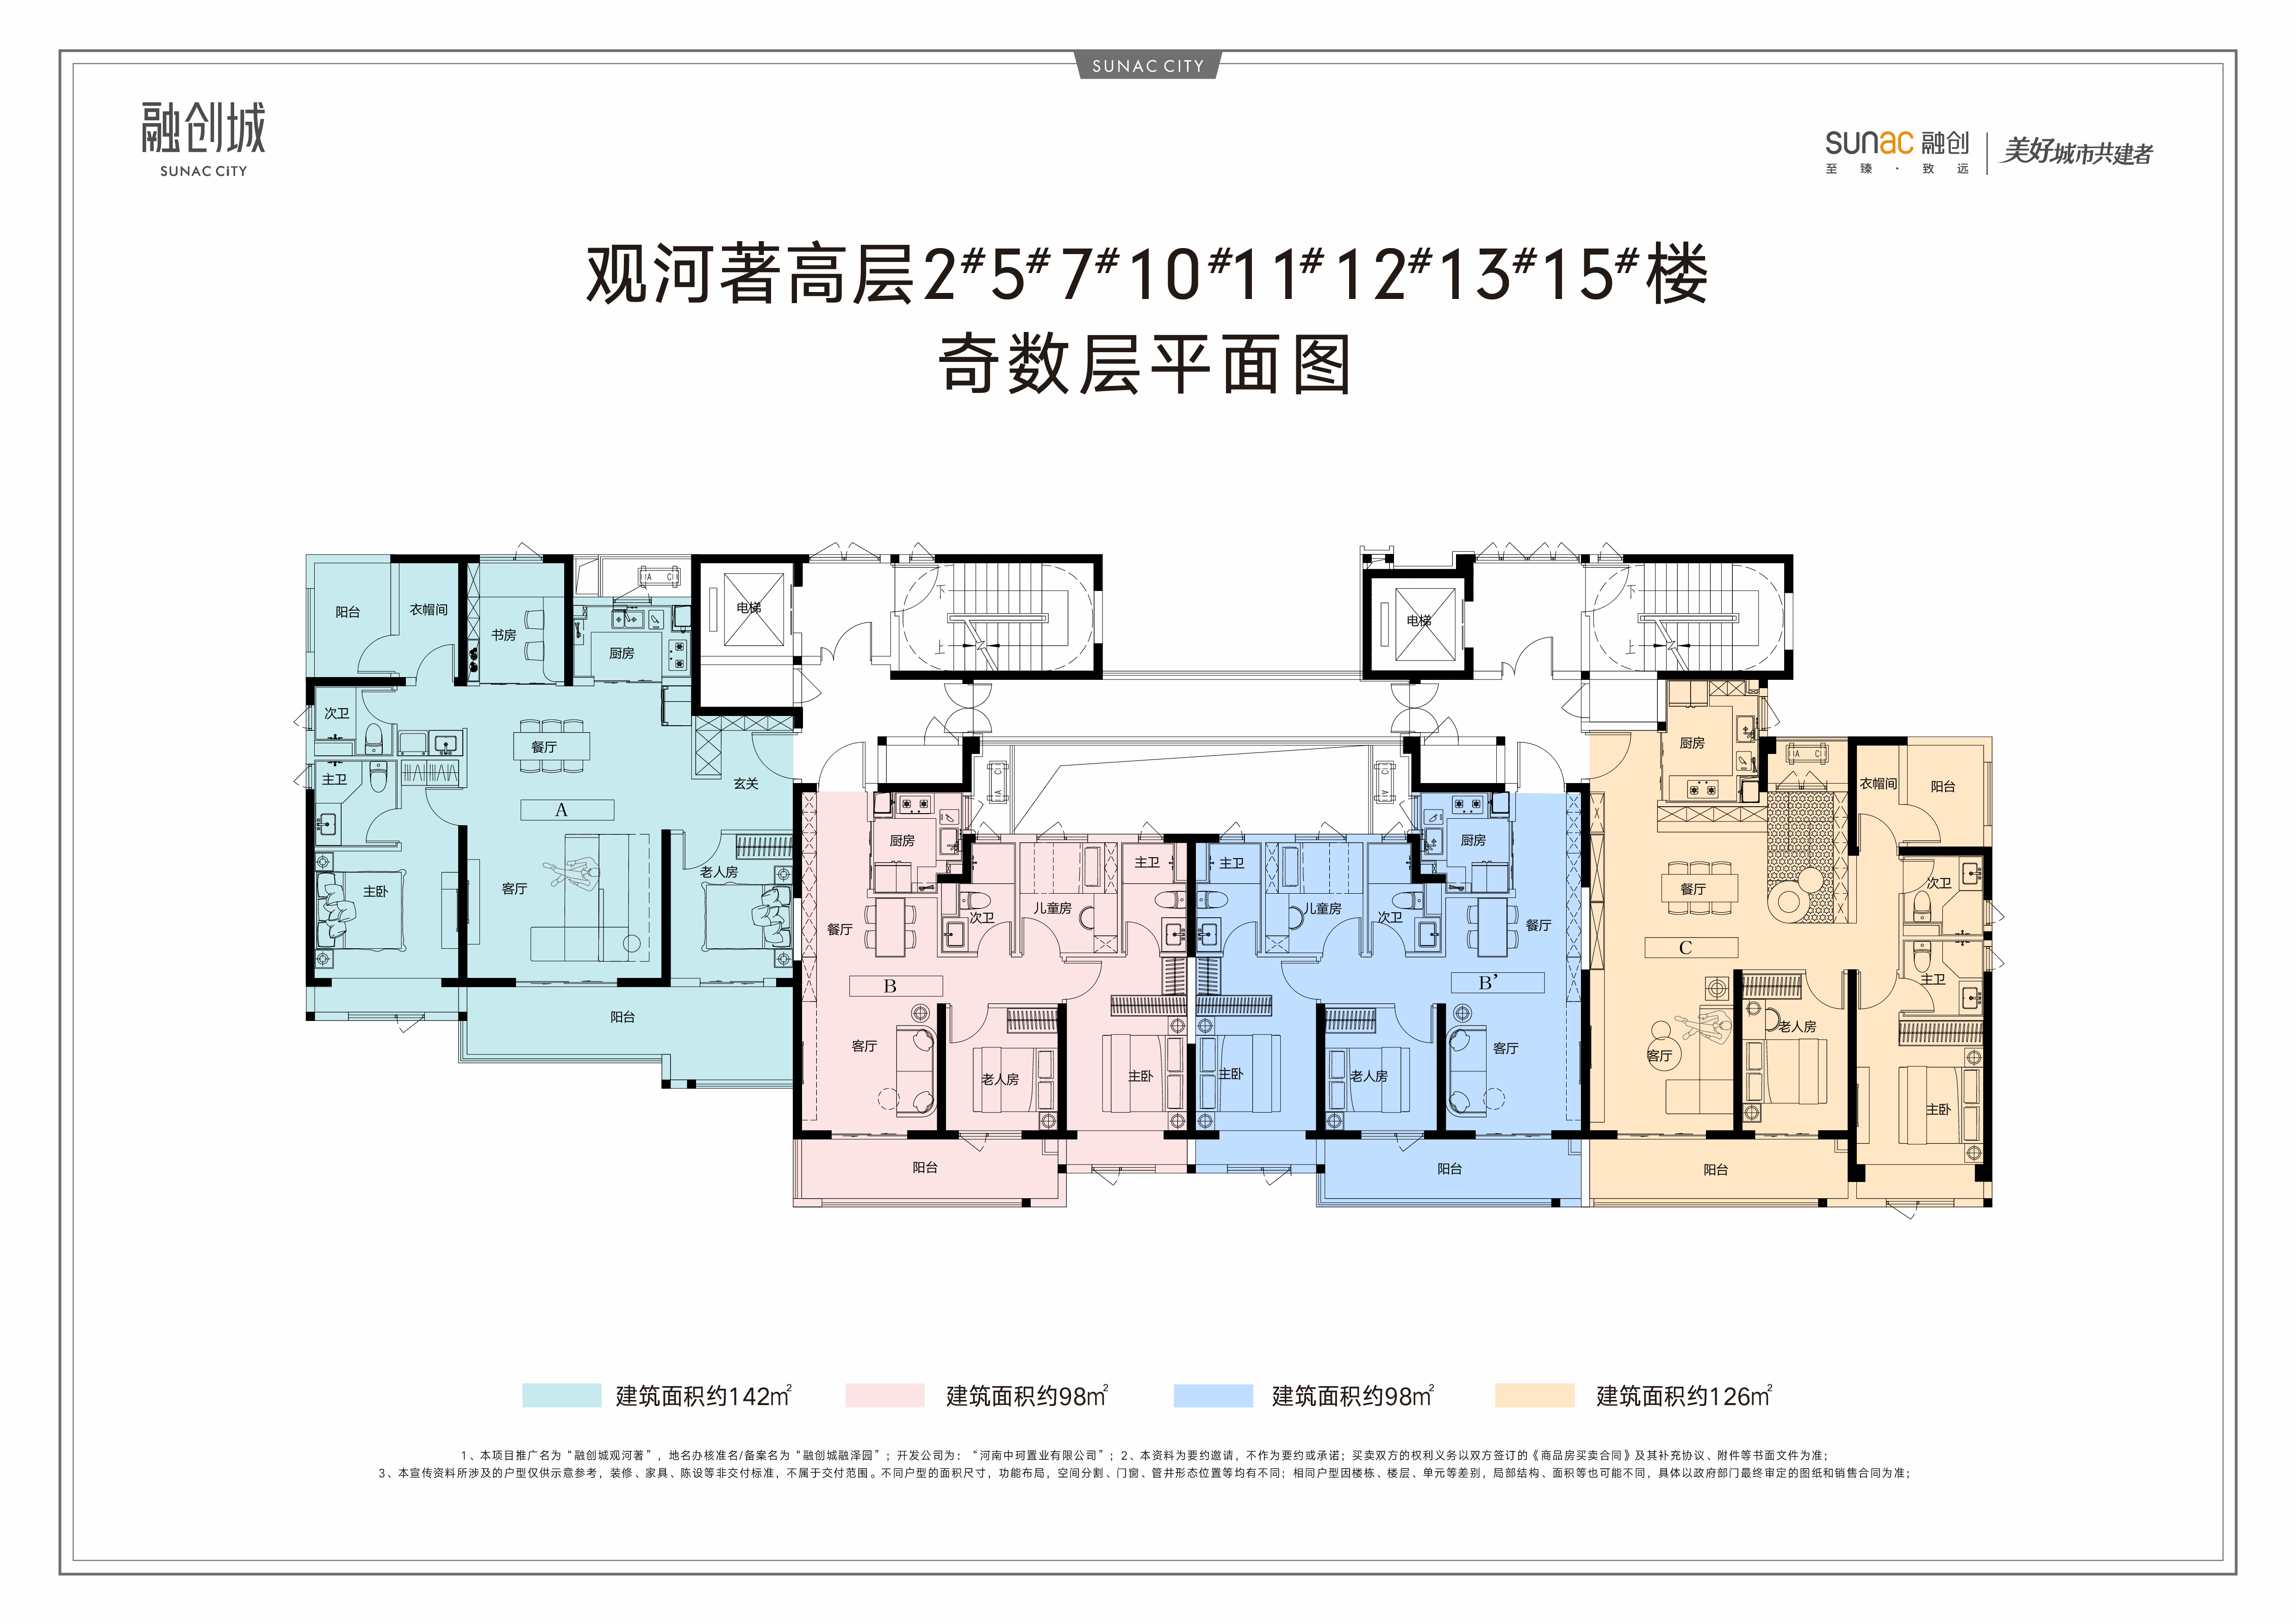 SUNAC CITY
融创城
SUNAC CITY
sunac 融创
至臻·致远
美好城市共建者
观河著高层2#5#7#10#11#12#13#15#楼
奇数层平面图
阳台
衣帽间
书房
厨房
A C
电梯
下
上
电梯
下
上
次卫
餐厅
主卫
玄关
A
主卧
客厅
老人房
阳台
厨房
A C
主卫
儿童房
次卫
餐厅
B
客厅
老人房
主卧
阳台
A C
厨房
主卫
儿童房
次卫
餐厅
B’
主卧
老人房
客厅
阳台
厨房
A C
衣帽间
阳台
餐厅
次卫
C
主卫
老人房
客厅
主卧
阳台
建筑面积约142㎡
建筑面积约98㎡
建筑面积约98㎡
建筑面积约126㎡
1、本项目推广名为“融创城观河著”，地名办核准名/备案名为“融创城融泽园”；开发公司为：“河南中珂置业有限公司”；2、本资料为要约邀请，不作为要约或承诺；买卖双方的权利义务以双方签订的《商品房买卖合同》及其补充协议、附件等书面文件为准；
3、本宣传资料所涉及的户型仅供示意参考，装修、家具、陈设等非交付标准，不属于交付范围。不同户型的面积尺寸，功能布局，空间分割、门窗、管井形态位置等均有不同；相同户型因楼栋、楼层、单元等差别，局部结构、面积等也可能不同，具体以政府部门最终审定的图纸和销售合同为准；